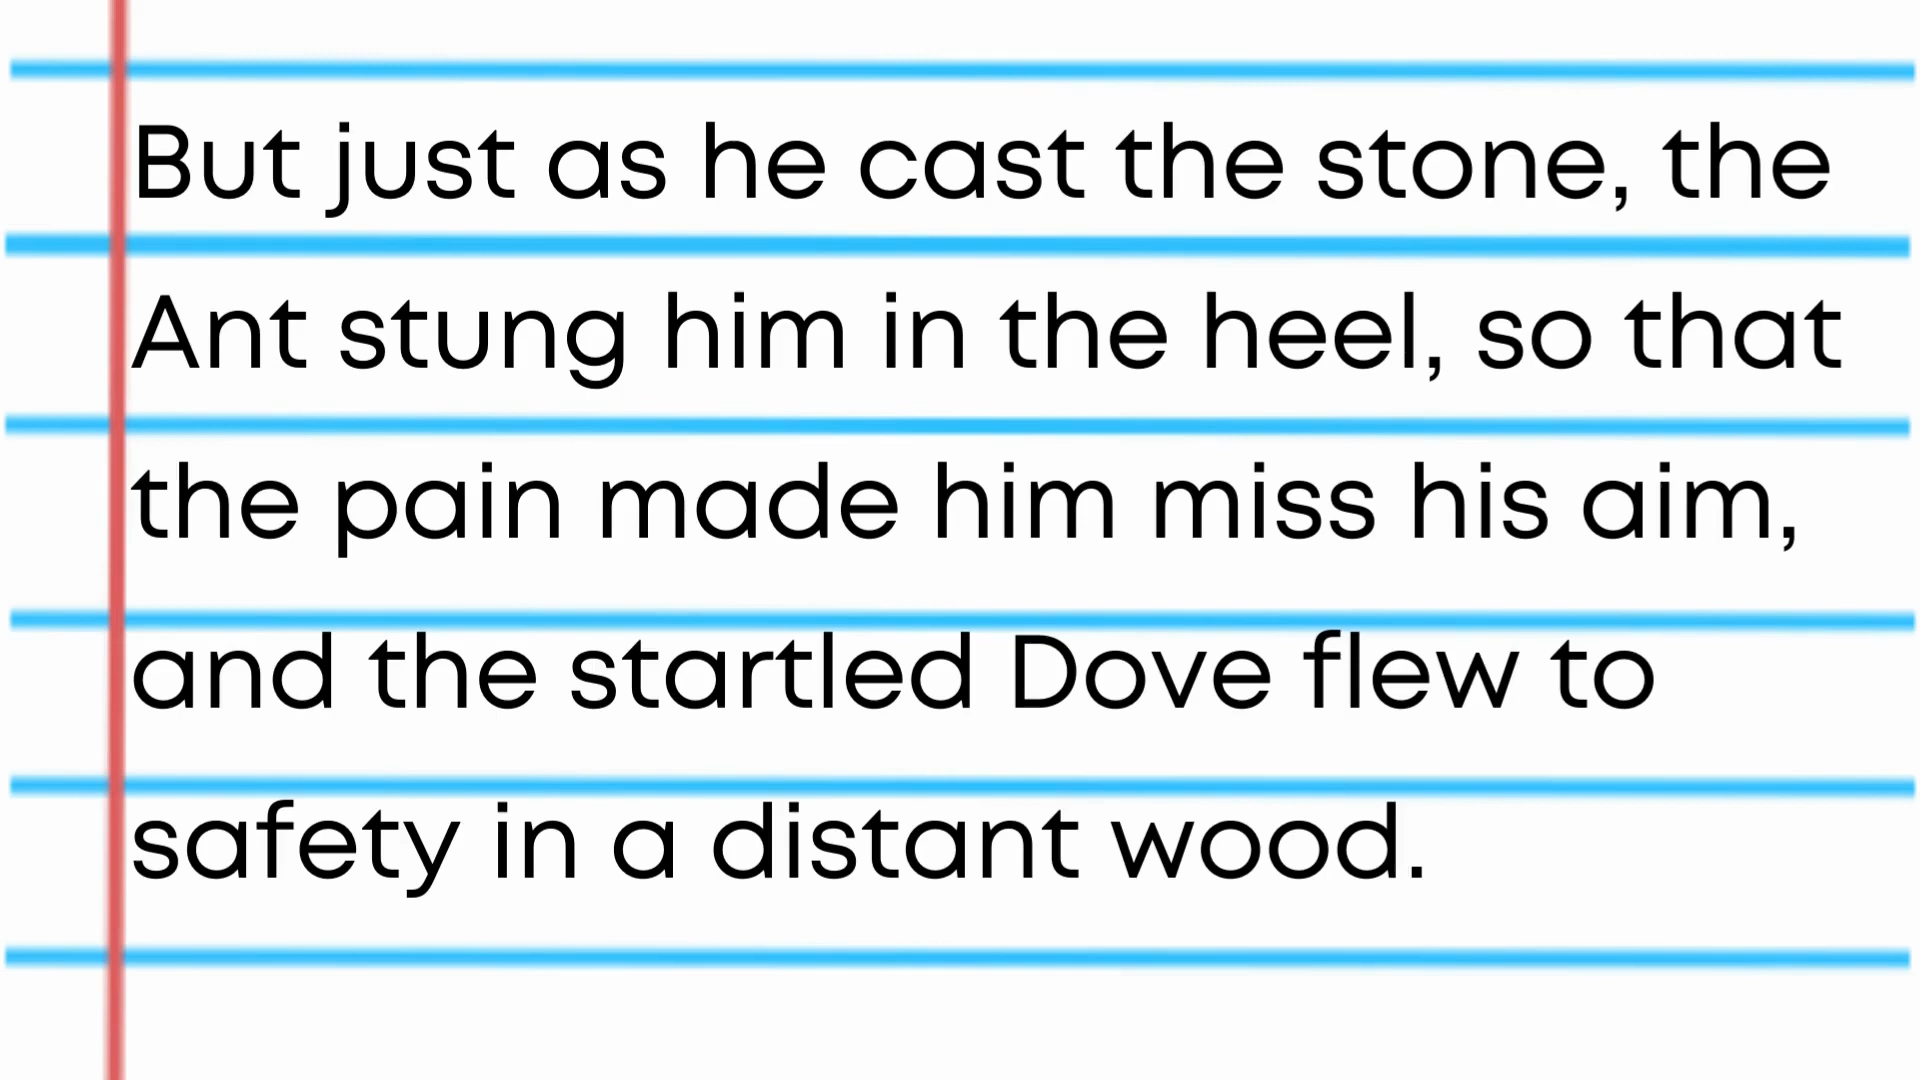 But just as he cast the stone, the
Ant stung him in the heel, so that
the pain made him miss his aim,
and the startled Dove flew to
safety in a distant wood.